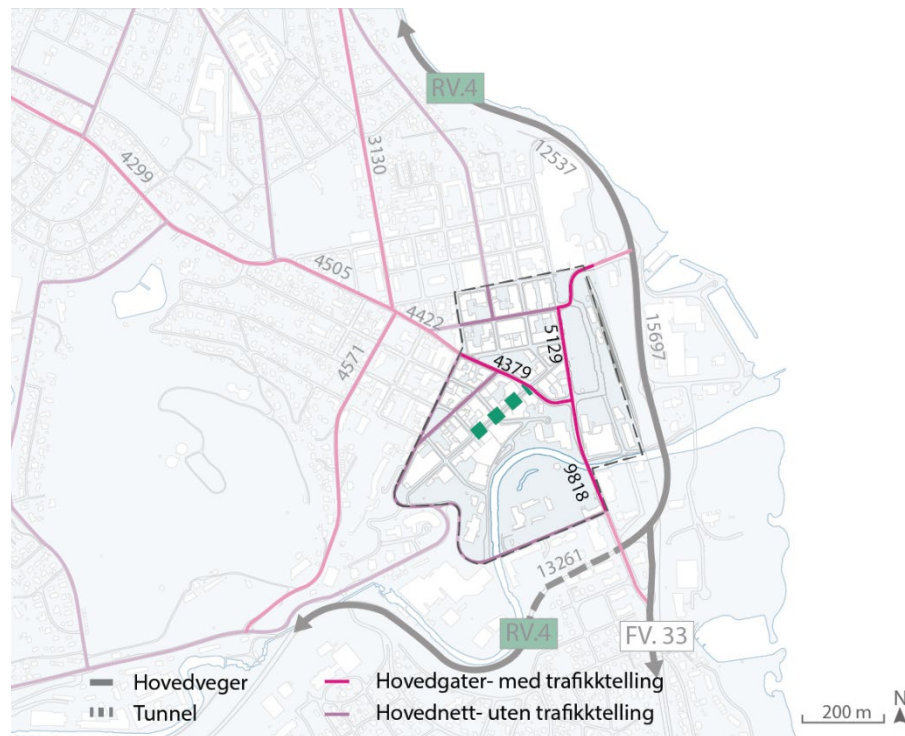 RV.4
12537
3130
4299
4505
4422
5129
15697
4379
4571
9818
13261
RV.4
FV. 33
Hovedveger
Tunnel
Hovedgater- med trafikktelling
Hovednett- uten trafikktelling
200 m
N